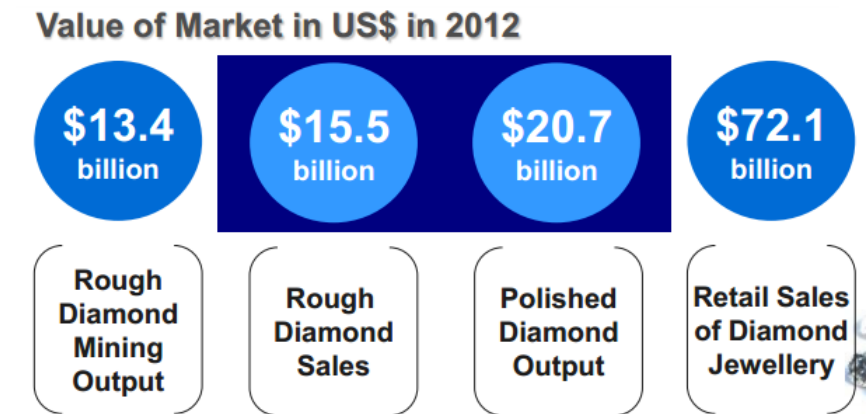 Value of Market in US$ in 2012
$13.4
billion
$15.5
billion
$20.7
billion
$72.1
billion
Rough
Diamond
Mining
Output
Rough
Diamond
Sales
Polished
Diamond
Output
Retail Sales
of Diamond
Jewellery